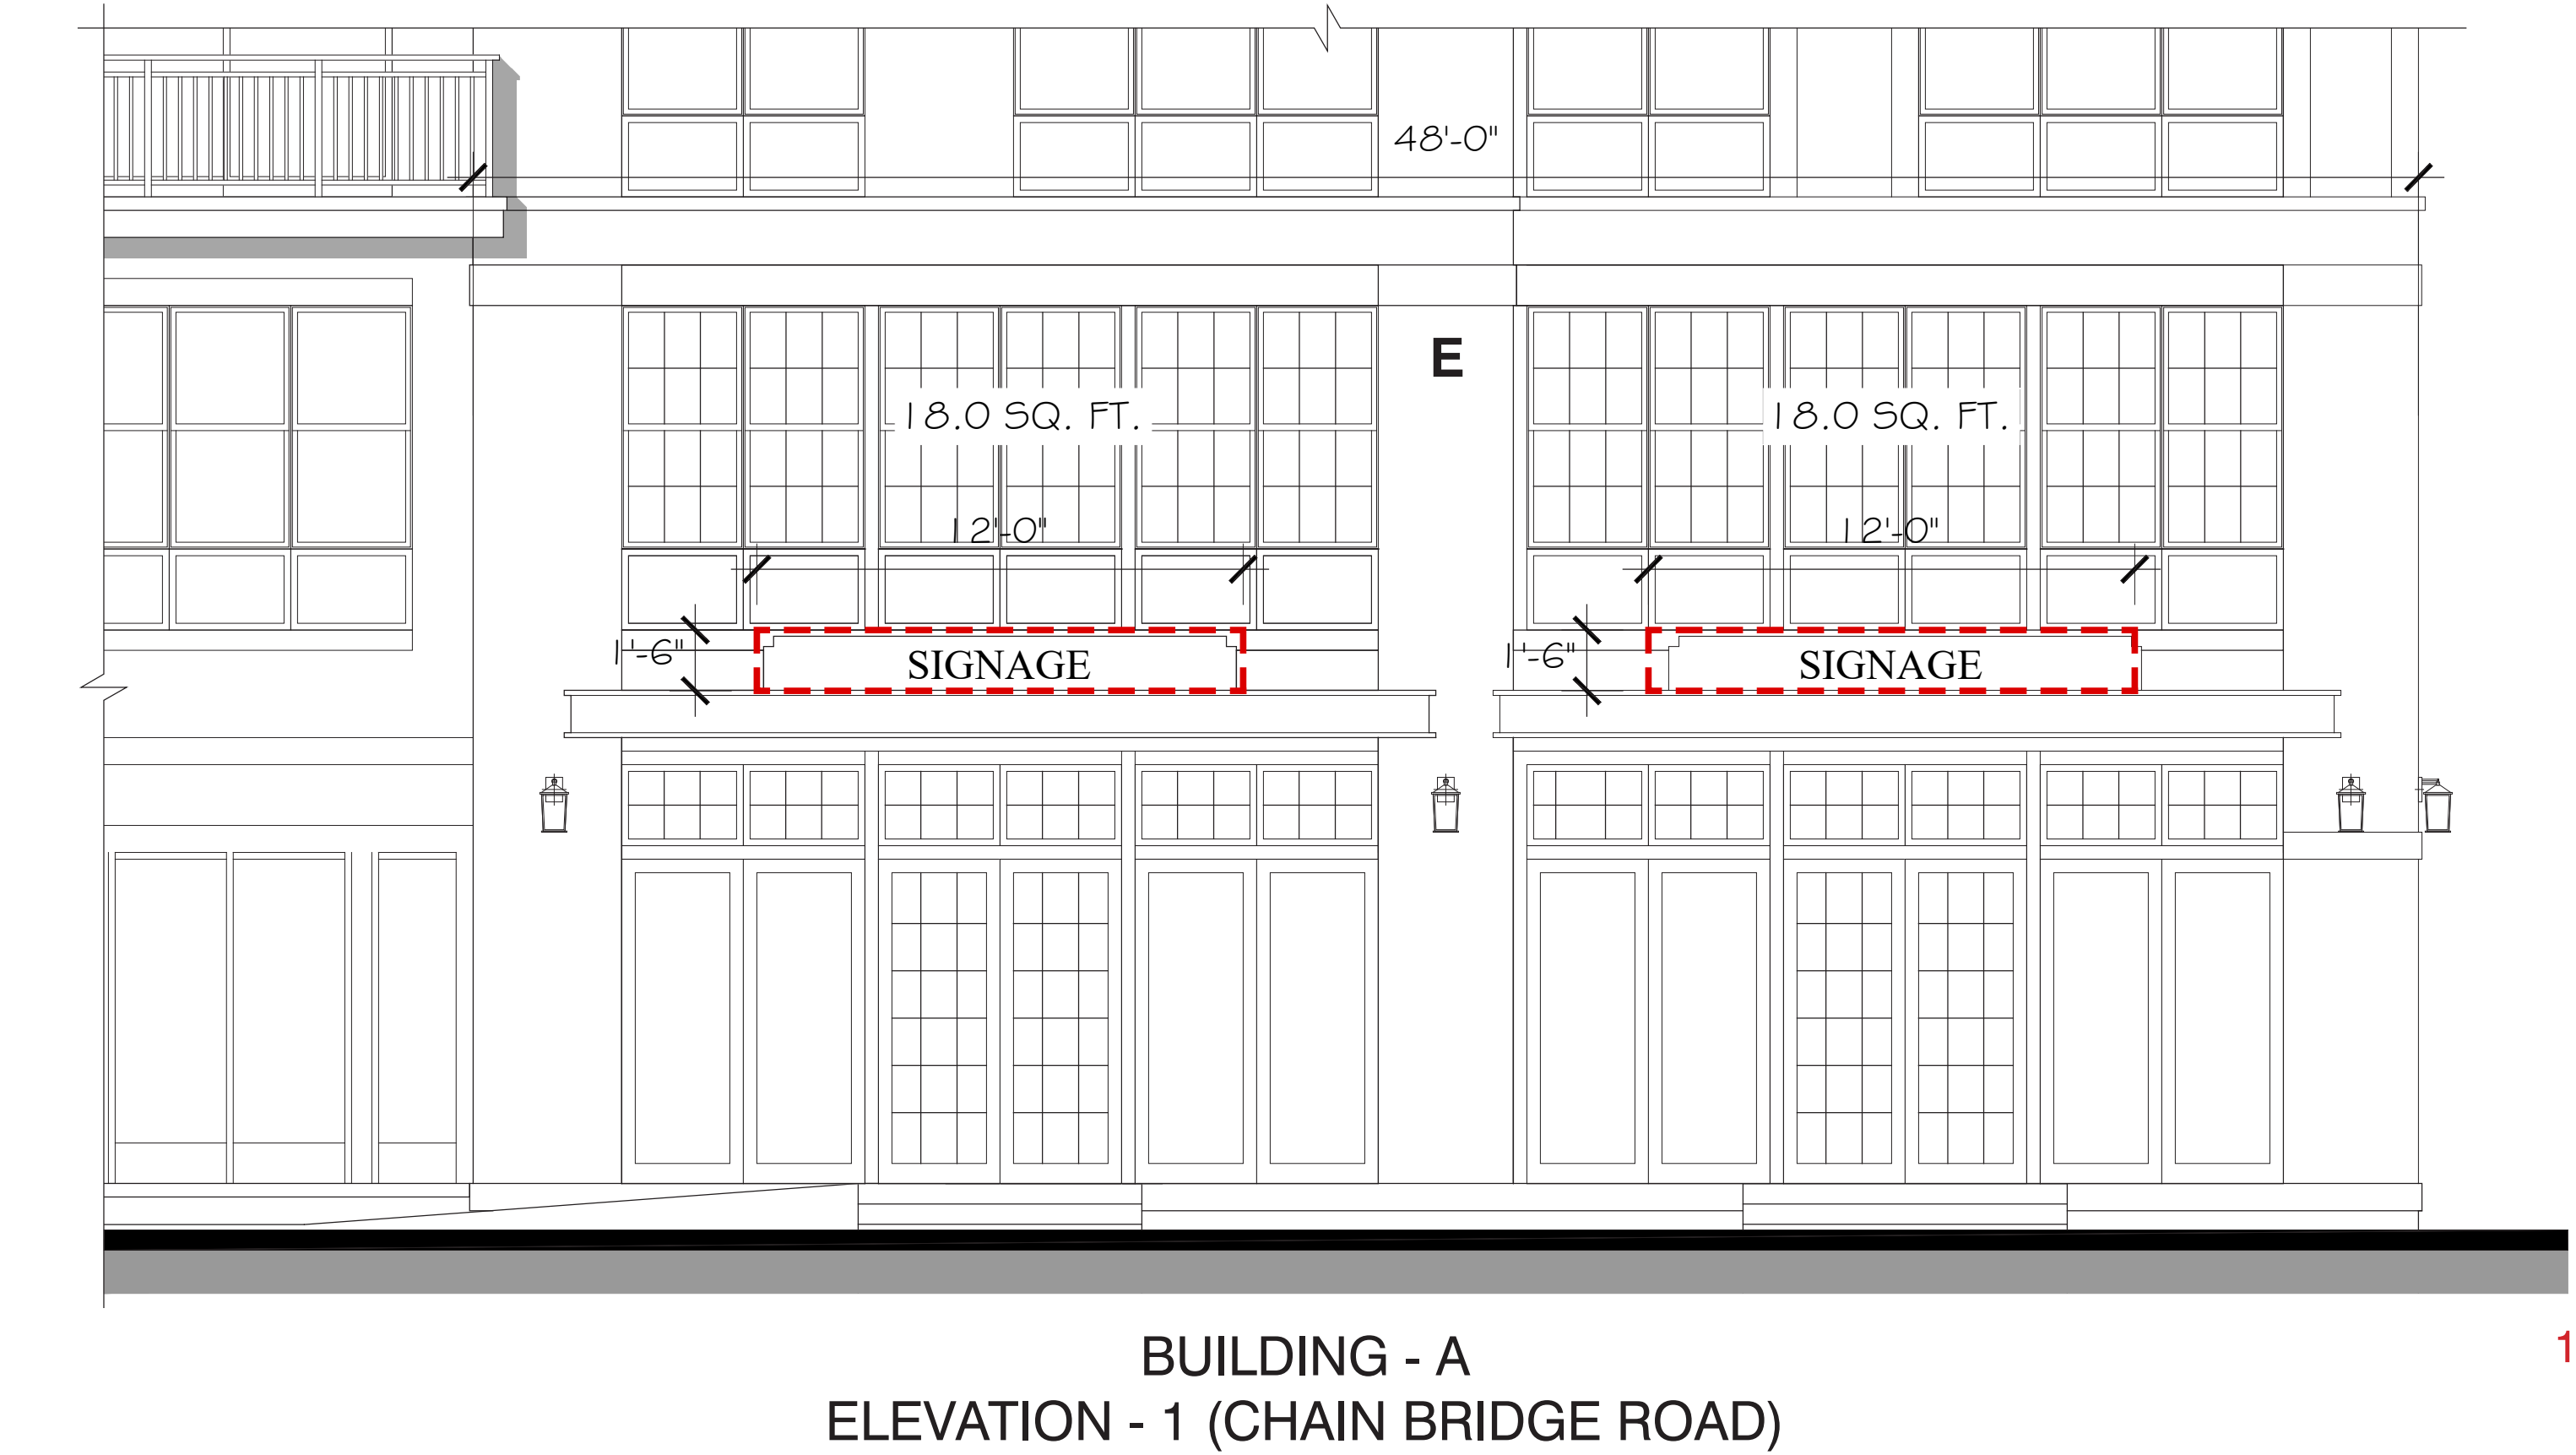 48'-0"
E
18.0 SQ. FT.
18.0 SQ. FT.
12'-0"
12'-0"
1'-6"
SIGNAGE
1'-6"
SIGNAGE
BUILDING - A
1
ELEVATION - 1 (CHAIN BRIDGE ROAD)